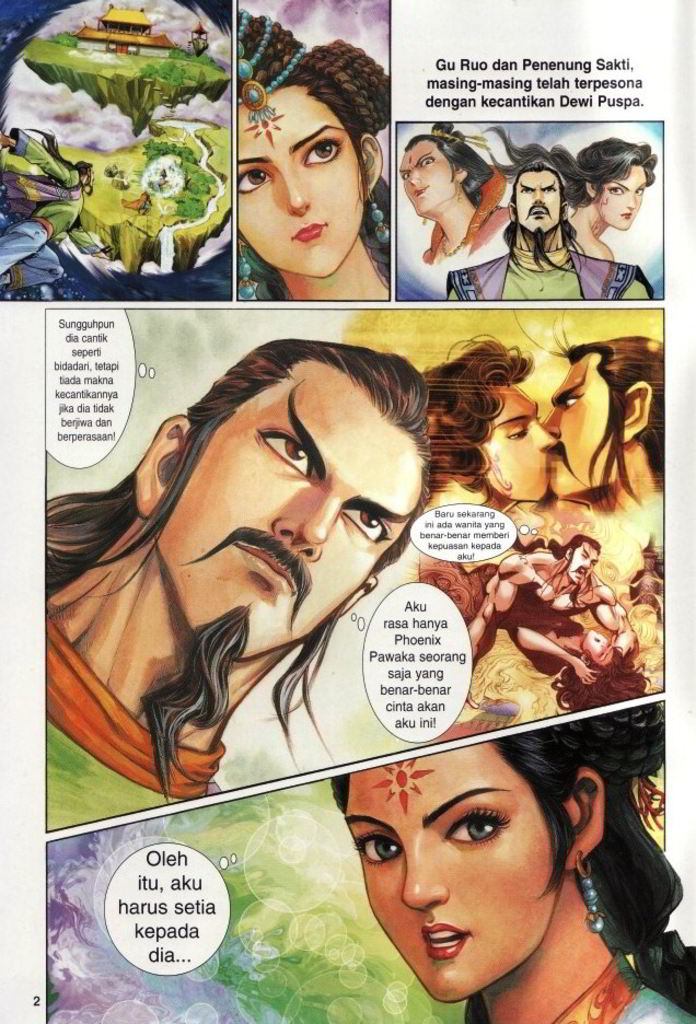 Gu Ruo dan Penenung Sakti,
masing-masing telah terpesona
dengan kecantikan Dewi Puspa.
Sungguhpun
dia cantik
seperti
bidadari, tetapi
tiada makna
kecantikannya
jika dia tidak
berjiwa dan
berperasaan!
Baru sekarang
ini ada wanita yang
benar-benar memberi
kepuasan kepada
aku!
Aku
rasa hanya
Phoenix
Pawaka seorang
saja yang
benar-benar
cinta akan
aku ini!
Oleh
itu, aku
harus setia
kepada
dia...
2